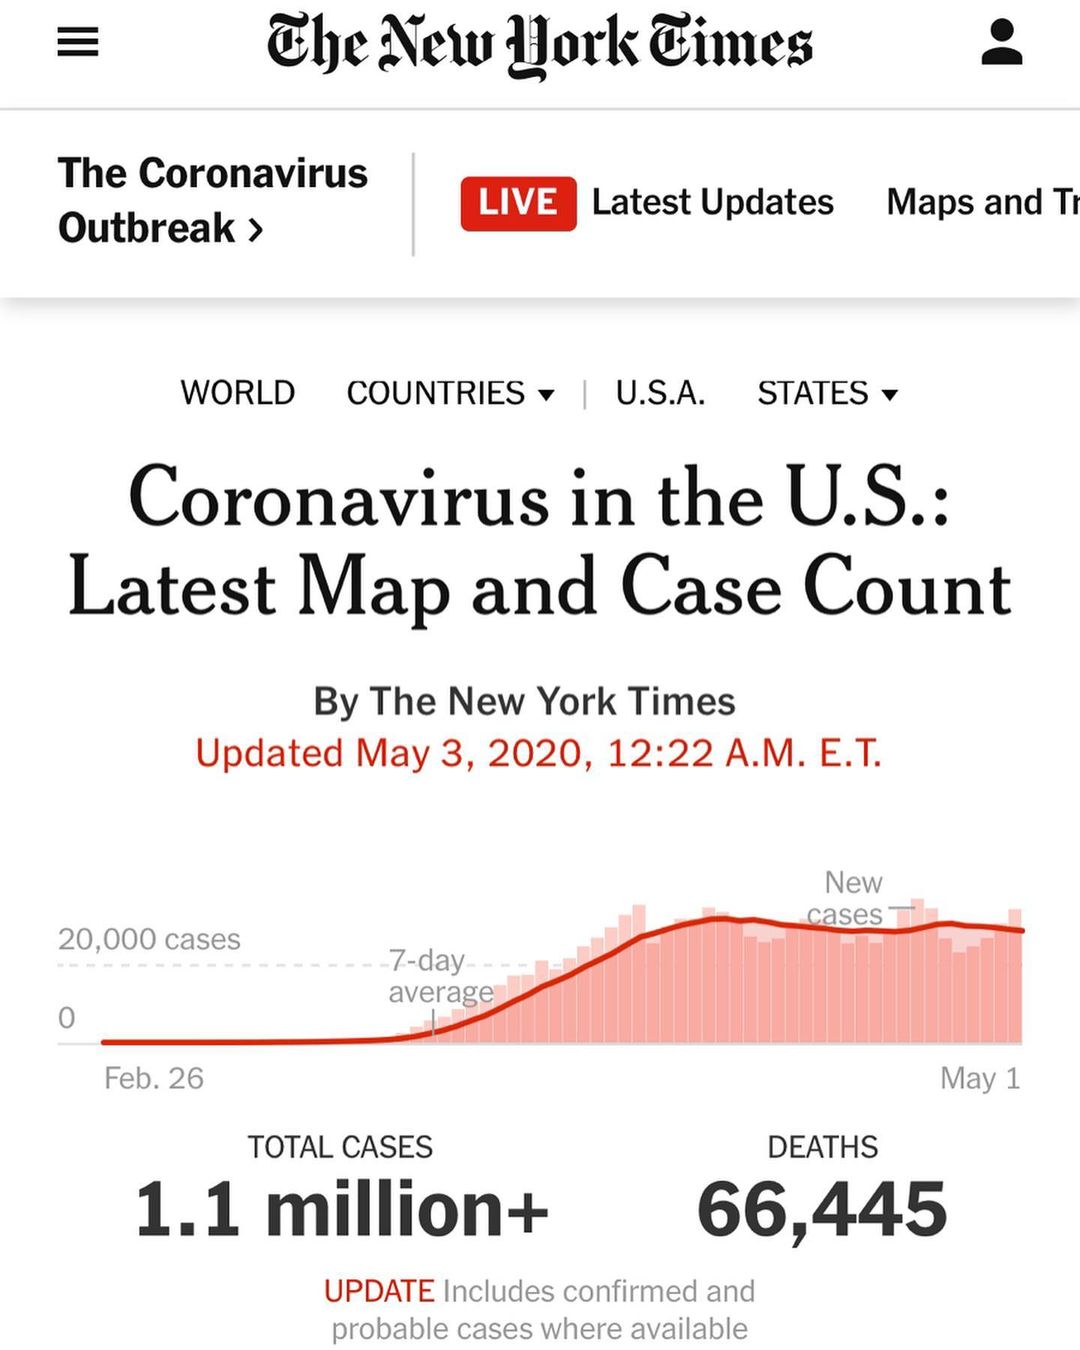 The New York Times
The Coronavirus
Outbreak >
LIVE Latest Updates Maps and
WORLD COUNTRIES ▼ | U.S.A. STATES ▼
Coronavirus in the U.S.:
Latest Map and Case Count
By The New York Times
Updated May 3, 2020, 12:22 A.M. E.T.
New
cases
20,000 cases
7-day
average
0
Feb. 26 May 1
TOTAL CASES DEATHS
1.1 million+ 66,445
UPDATE Includes confirmed and
probable cases where available